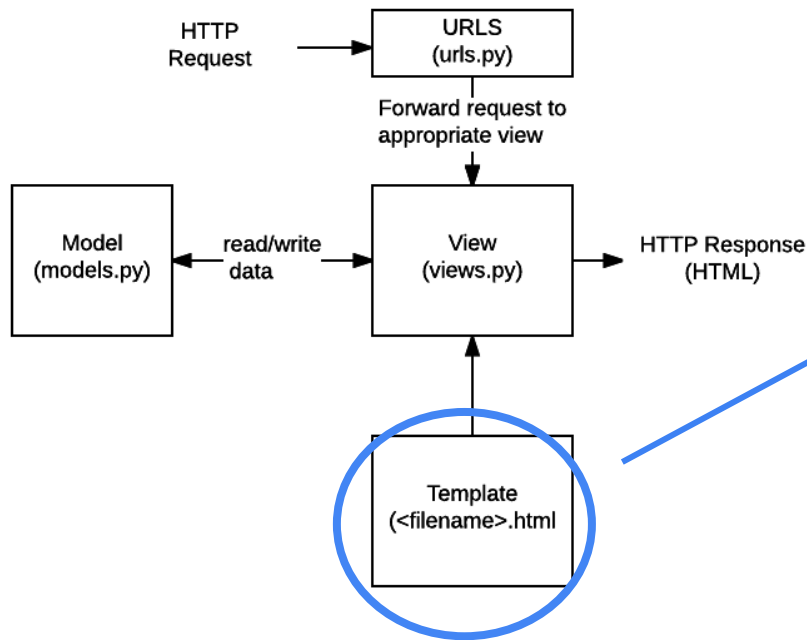 HTTP
Request
URLS
(urls.py)
Forward request to
appropriate view
Model
(models.py)
read/write
data
View
(views.py)
HTTP Response
(HTML)
Template
(<filename>.html